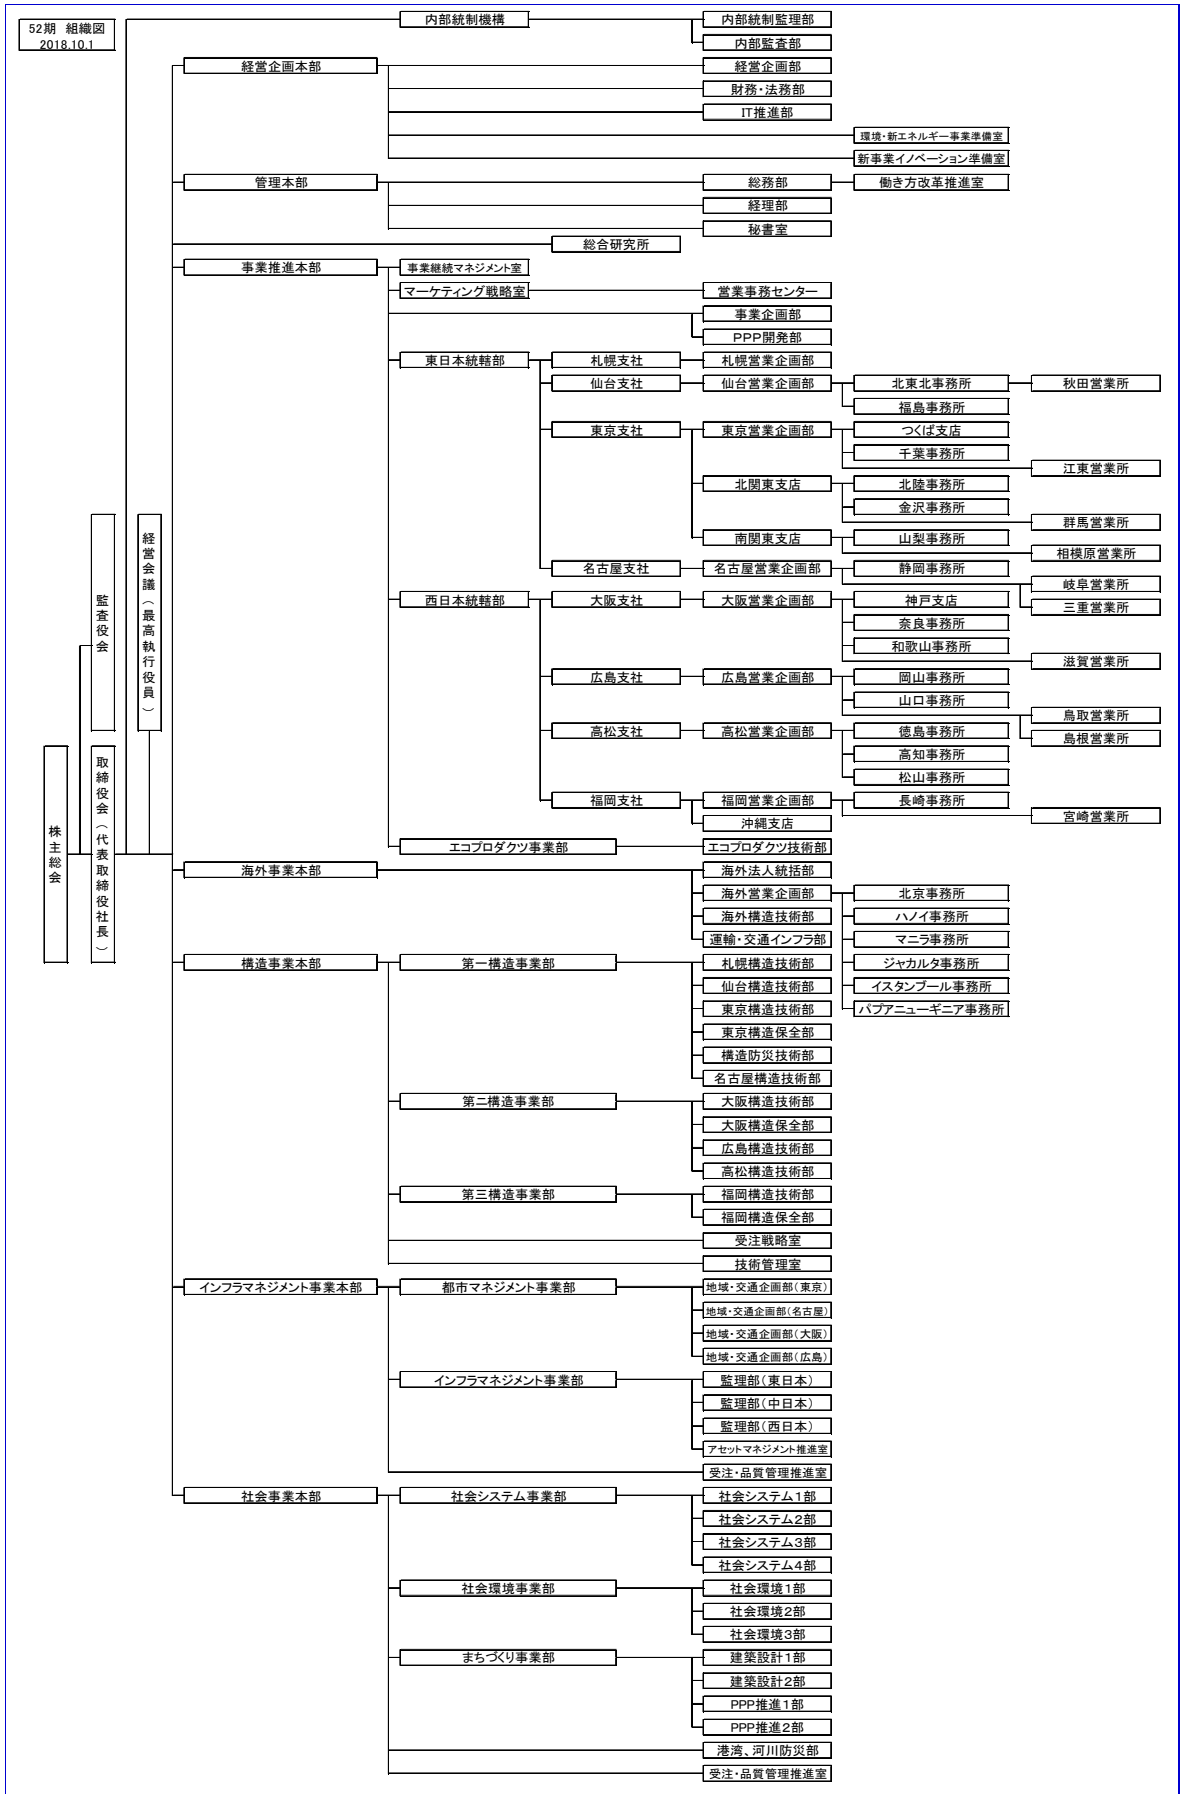 52期 組織図
2018.10.1
内部統制機構
内部統制監理部
内部監査部
経営企画本部
経営企画部
財務・法務部
IT推進部
環境・新エネルギー事業準備室
新事業イノベーション準備室
管理本部
総務部
働き方改革推進室
経理部
秘書室
総合研究所
事業推進本部
事業継続マネジメント室
マーケティング戦略室
営業事務センター
事業企画部
PPP開発部
東日本統轄部
札幌支社
札幌営業企画部
仙台支社
仙台営業企画部
北東北事務所
秋田営業所
福島事務所
東京支社
東京営業企画部
つくば支店
千葉事務所
江東営業所
北関東支店
北陸事務所
金沢事務所
群馬営業所
南関東支店
山梨事務所
相模原営業所
名古屋支社
名古屋営業企画部
静岡事務所
岐阜営業所
三重営業所
西日本統轄部
大阪支社
大阪営業企画部
神戸支店
奈良事務所
和歌山事務所
滋賀営業所
広島支社
広島営業企画部
岡山事務所
山口事務所
鳥取営業所
島根営業所
高松支社
高松営業企画部
徳島事務所
高知事務所
松山事務所
福岡支社
福岡営業企画部
長崎事務所
宮崎営業所
沖縄支店
エコプロダクツ事業部
エコプロダクツ技術部
株主総会
監査役会
取締役会(代表取締役社長)
経営会議(最高執行役員)
海外事業本部
海外法人統括部
海外営業企画部
北京事務所
海外構造技術部
ハノイ事務所
運輸・交通インフラ部
マニラ事務所
ジャカルタ事務所
イスタンブール事務所
パプアニューギニア事務所
構造事業本部
第一構造事業部
札幌構造技術部
仙台構造技術部
東京構造技術部
東京構造保全部
構造防災技術部
名古屋構造技術部
第二構造事業部
大阪構造技術部
大阪構造保全部
広島構造技術部
高松構造技術部
第三構造事業部
福岡構造技術部
福岡構造保全部
受注戦略室
技術管理室
インフラマネジメント事業本部
都市マネジメント事業部
地域・交通企画部(東京)
地域・交通企画部(名古屋)
地域・交通企画部(大阪)
地域・交通企画部(広島)
インフラマネジメント事業部
監理部(東日本)
監理部(中日本)
監理部(西日本)
アセットマネジメント推進室
受注・品質管理推進室
社会事業本部
社会システム事業部
社会システム1部
社会システム2部
社会システム3部
社会システム4部
社会環境事業部
社会環境1部
社会環境2部
社会環境3部
まちづくり事業部
建築設計1部
建築設計2部
PPP推進1部
PPP推進2部
港湾、河川防災部
受注・品質管理推進室